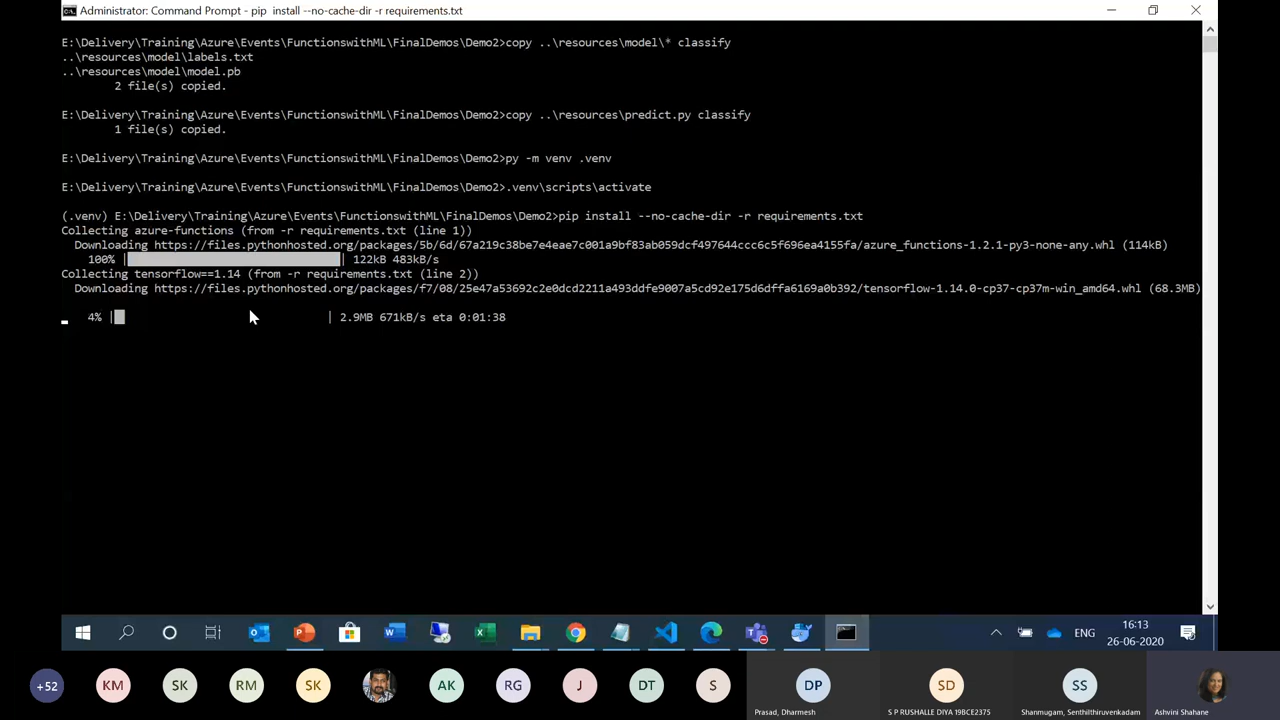 Administrator: Command Prompt - pip install --no-cache-dir -r requirements.txt
E:\Delivery\Training\Azure\Events\FunctionswithML\FinalDemos\Demo2>copy ..\resources\model\* classify
..\resources\model\labels.txt
..\resources\model\model.pb
2 file(s) copied.
E:\Delivery\Training\Azure\Events\FunctionswithML\FinalDemos\Demo2>copy ..\resources\predict.py classify
1 file(s) copied.
E:\Delivery\Training\Azure\Events\FunctionswithML\FinalDemos\Demo2>py -m venv .venv
E:\Delivery\Training\Azure\Events\FunctionswithML\FinalDemos\Demo2>.venv\scripts\activate
(.venv) E:\Delivery\Training\Azure\Events\FunctionswithML\FinalDemos\Demo2>pip install --no-cache-dir -r requirements.txt
Collecting azure-functions (from -r requirements.txt (line 1))
Downloading https://files.pythonhosted.org/packages/5b/6d/67a219c38be7e4eae7c001a9bf83ab059dcf497644ccc6c5f696ea4155fa/azure_functions-1.2.1-py3-none-any.whl (114kB)
100% | | 122kB 483kB/s
Collecting tensorflow==1.14 (from -r requirements.txt (line 2))
Downloading https://files.pythonhosted.org/packages/f7/08/25e47a53692c2e0dcd2211a493ddfe9007a5cd92e175d6dffa6169a0b392/tensorflow-1.14.0-cp37-cp37m-win_amd64.whl (68.3MB)
4% | | 2.9MB 671kB/s eta 0:01:38
ENG
16:13
26-06-2020
+52
KM
SK
RM
SK
AK
RG
J
DT
S
DP
SD
SS
Prasad, Dharmesh
S P RUSHALLE DIYA 19BCE2375
Shanmugam, Senthilthiruvenkadam
Ashvini Shahane